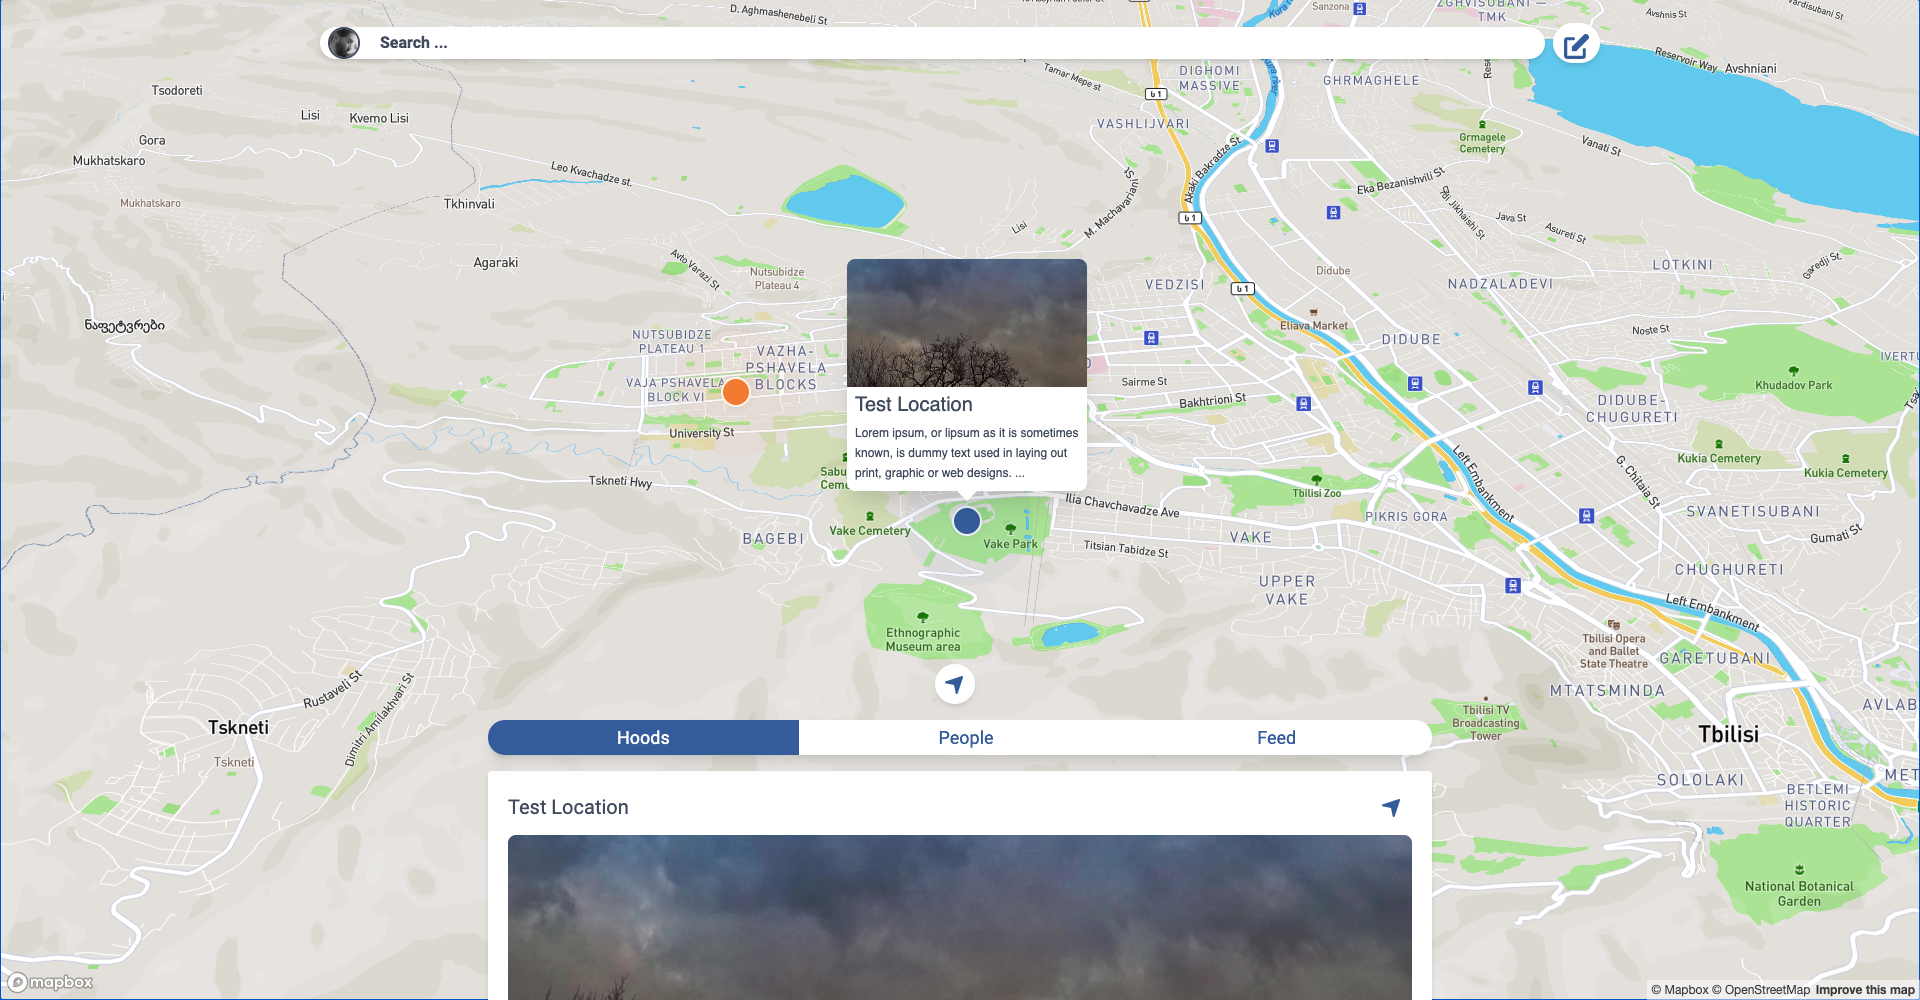 D. Aghmashenebeli St
Sanzona
ZGHVISUBANI —
TMK
Avshnis St
Vardisubani St
Kura
Search ...
Reservoir Way
Avshniani
Tsodoreti
Tamar Mepe st
DIGHOMI
MASSIVE
GHRMAGHELE
ს 1
Lisi
Kvemo Lisi
VASHLIJVARI
Grmagele
Cemetery
Gora
Mukhatskaro
Vanati St
Akaki Bakradze St
Leo Kvachadze st.
Eka Bezanishvili St
Mukhatskaro
Tkhinvali
M. Machavariani St.
Java St
Asureti St
ს 1
Lisi
Agaraki
Avto Varazi St
Nutsubidze
Plateau 4
Didube
LOTKINI
Garedji St.
VEDZISI
ს 1
NADZALADEVI
ნაფეტვრები
Eliava Market
NUTSUBIDZE
PLATEAU 1
DIDUBE
Noste St
VAZHA-
PSHAVELA
BLOCKS
VAJA PSHAVELA
BLOCK VI
Sairme St
Khudadov Park
Bakhtrioni St
DIDUBE-
CHUGURETI
Test Location
Lorem ipsum, or lipsum as it is sometimes
known, is dummy text used in laying out
print, graphic or web designs. ...
University St
Left Embankment
G. Chitaia St
Kukia Cemetery
Kukia Cemetery
Tskneti Hwy
Tbilisi Zoo
Ilia Chavchavadze Ave
PIKRIS GORA
SVANETISUBANI
Gumati St
Vake Cemetery
BAGEBI
Vake Park
Titsian Tabidze St
VAKE
CHUGHURETI
UPPER
VAKE
Left Embankment
Ethnographic
Museum area
Tbilisi Opera
and Ballet
State Theatre
GARETUBANI
Rustaveli St
Dimitri Amilakhvari St
MTATSMINDA
AVLAB
Tbilisi TV
Broadcasting
Tower
Tbilisi
Tskneti
Tskneti
Hoods
People
Feed
SOLOLAKI
BETLEMI
HISTORIC
QUARTER
Test Location
National Botanical
Garden
mapbox
© Mapbox © OpenStreetMap Improve this map